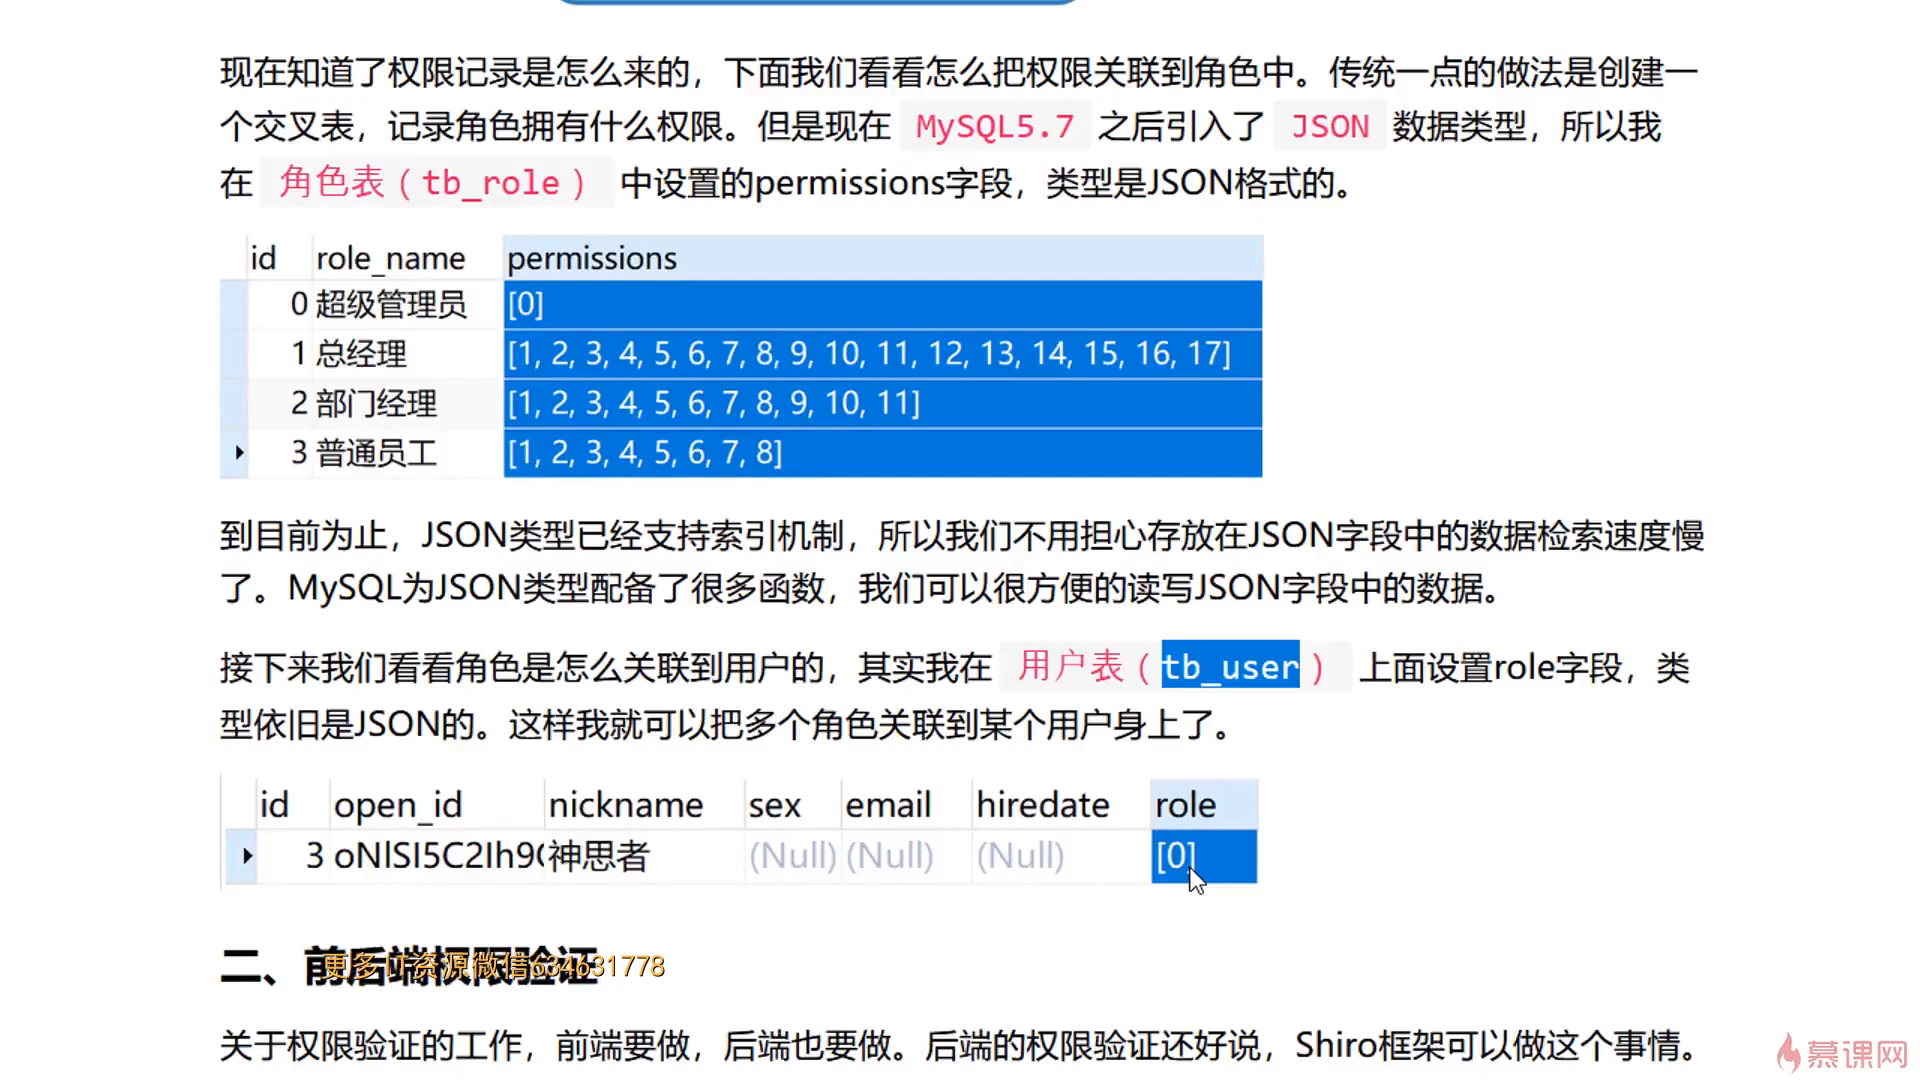 现在知道了权限记录是怎么来的，下面我们看看怎么把权限关联到角色中。传统一点的做法是创建一
个交叉表，记录角色拥有什么权限。但是现在 MySQL5.7 之后引入了 JSON 数据类型，所以我
在 角色表（tb_role） 中设置的permissions字段，类型是JSON格式的。
id role_name permissions
0 超级管理员 [0]
1 总经理 [1, 2, 3, 4, 5, 6, 7, 8, 9, 10, 11, 12, 13, 14, 15, 16, 17]
2 部门经理 [1, 2, 3, 4, 5, 6, 7, 8, 9, 10, 11]
3 普通员工 [1, 2, 3, 4, 5, 6, 7, 8]
到目前为止，JSON类型已经支持索引机制，所以我们不用担心存放在JSON字段中的数据检索速度慢
了。MySQL为JSON类型配备了很多函数，我们可以很方便的读写JSON字段中的数据。
接下来我们看看角色是怎么关联到用户的，其实我在 用户表（tb_user） 上面设置role字段，类
型依旧是JSON的。这样我就可以把多个角色关联到某个用户身上了。
id open_id nickname sex email hiredate role
3 oNlSI5C2Ih9 神思者 (Null) (Null) (Null) [0]
二、前后端权限验证
更多IT资源微信634631778
关于权限验证的工作，前端要做，后端也要做。后端的权限验证还好说，Shiro框架可以做这个事情。
慕课网